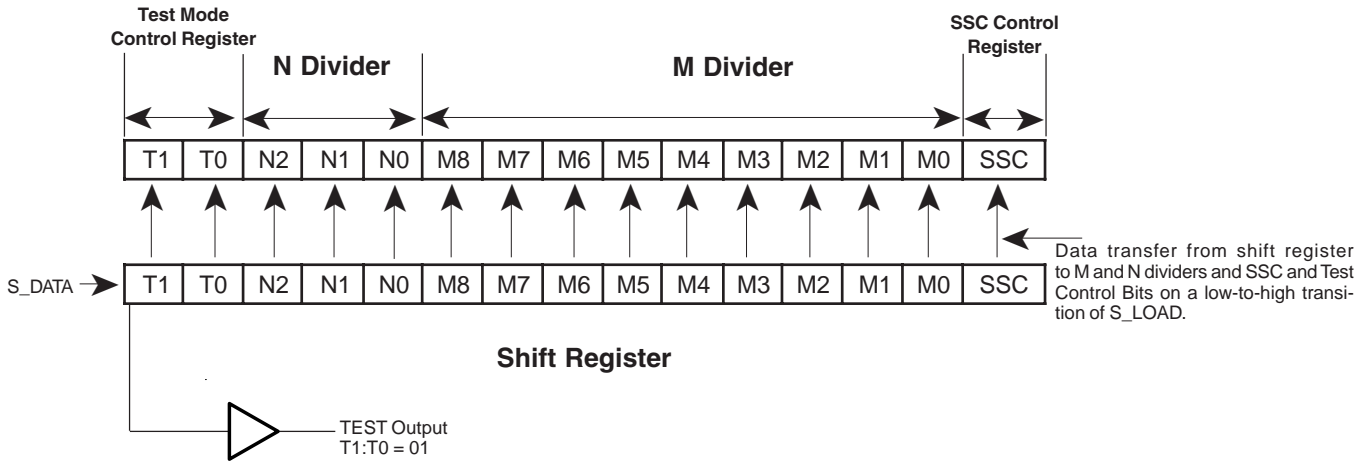 Test Mode
Control Register
SSC Control
Register
N Divider
M Divider
T1 T0 N2 N1 N0 M8 M7 M6 M5 M4 M3 M2 M1 M0 SSC
Data transfer from shift register
to M and N dividers and SSC and Test
Control Bits on a low-to-high transi-
tion of S_LOAD.
S_DATA
T1 T0 N2 N1 N0 M8 M7 M6 M5 M4 M3 M2 M1 M0 SSC
Shift Register
TEST Output
T1:T0 = 01